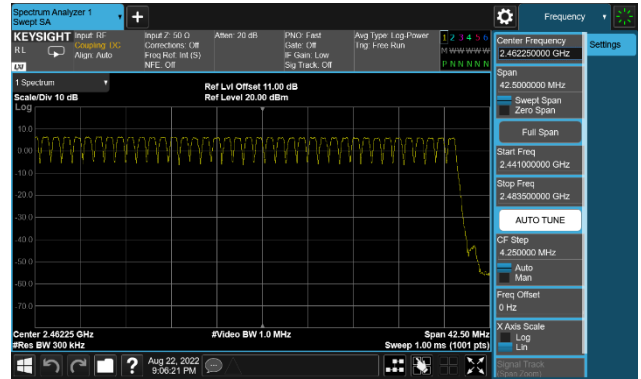 Spectrum Analyzer 1
Swept SA
Frequency
KEYSIGHT
Input: RF
Input Z: 50 Ω
Atten: 20 dB
PNO: Fast
Avg Type: Log-Power
1 2 3 4 5 6
RL
Coupling: DC
Corrections: Off
Gate: Off
Trig: Free Run
M W W W W W
Align: Auto
Freq Ref: Int (S)
IF Gain: Low
P N N N N N
NFE: Off
Sig Track: Off
LXI
Center Frequency
2.462250000 GHz
Settings
Span
42.5000000 MHz
Swept Span
Zero Span
Full Span
Start Freq
2.441000000 GHz
Stop Freq
2.483500000 GHz
AUTO TUNE
CF Step
4.250000 MHz
Auto
Man
Freq Offset
0 Hz
X Axis Scale
Log
Lin
Signal Track
(Span Zoom)
1 Spectrum
Scale/Div 10 dB
Ref Lvl Offset 11.00 dB
Ref Level 20.00 dBm
Log
10.0
0.00
-10.0
-20.0
-30.0
-40.0
-50.0
-60.0
-70.0
Center 2.46225 GHz
#Video BW 1.0 MHz
Span 42.50 MHz
#Res BW 300 kHz
Sweep 1.00 ms (1001 pts)
?
Aug 22, 2022
9:06:21 PM